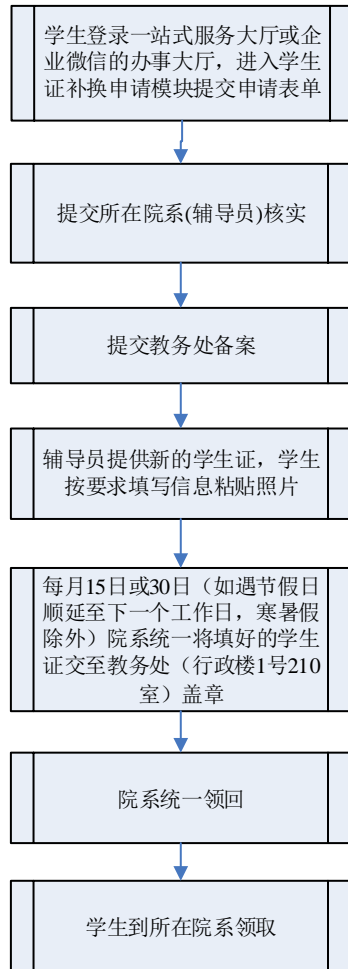 学生登录一站式服务大厅或企
业微信的办事大厅，进入学生
证补换申请模块提交申请表单
提交所在院系(辅导员)核实
提交教务处备案
辅导员提供新的学生证，学生
按要求填写信息粘贴照片
每月15日或30日（如遇节假日
顺延至下一个工作日，寒暑假
除外）院系统一将填好的学生
证交至教务处（行政楼1号210
室）盖章
院系统一领回
学生到所在院系领取